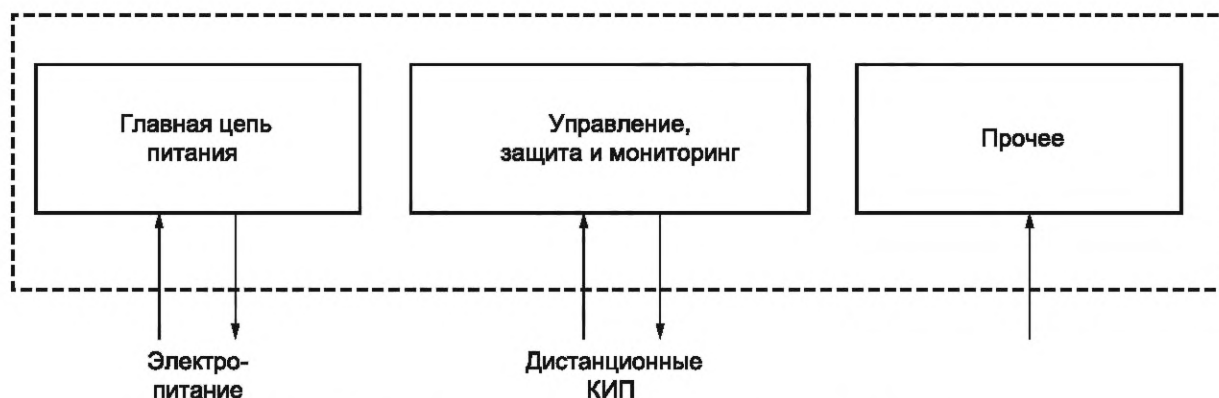 Главная цепь
питания
Управление,
защита и мониторинг
Прочее
Электро-
питание
Дистанционные
КИП